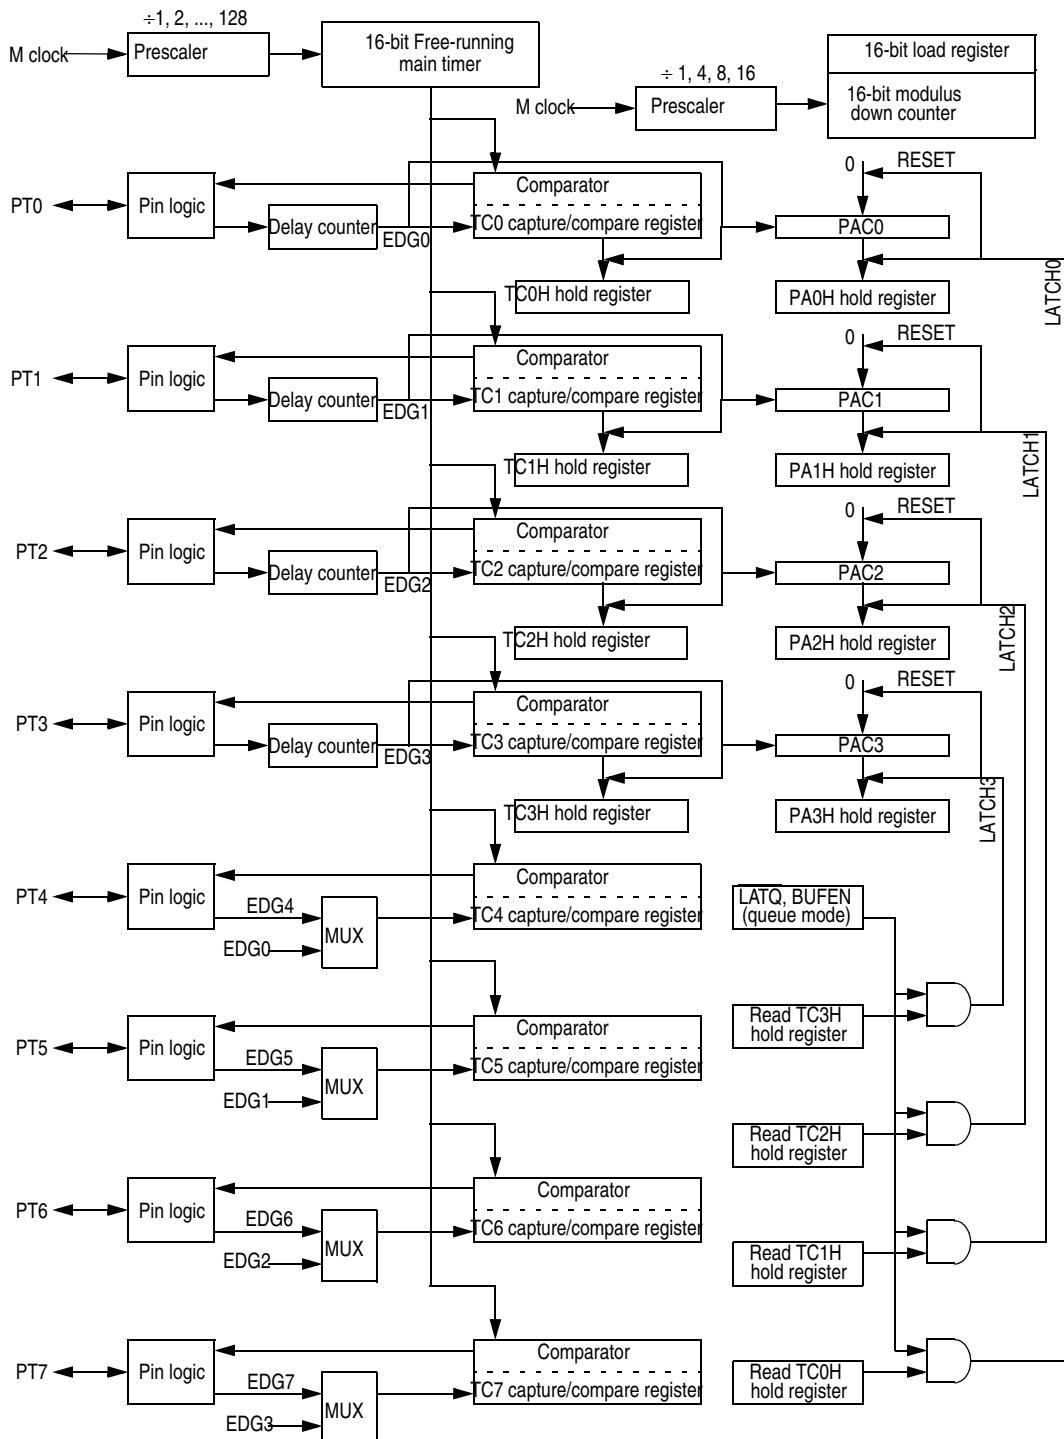 ÷1, 2, ..., 128
M clock
Prescaler
16-bit Free-running
main timer
÷ 1, 4, 8, 16
M clock
Prescaler
16-bit load register
16-bit modulus
down counter
PT0
Pin logic
Delay counter
EDG0
Comparator
TC0 capture/compare register
TC0H hold register
0
RESET
PAC0
PA0H hold register
LATCH0
PT1
Pin logic
Delay counter
EDG1
Comparator
TC1 capture/compare register
TC1H hold register
0
RESET
PAC1
PA1H hold register
LATCH1
PT2
Pin logic
Delay counter
EDG2
Comparator
TC2 capture/compare register
TC2H hold register
0
RESET
PAC2
PA2H hold register
LATCH2
PT3
Pin logic
Delay counter
EDG3
Comparator
TC3 capture/compare register
TC3H hold register
0
RESET
PAC3
PA3H hold register
LATCH3
PT4
Pin logic
EDG4
EDG0
MUX
Comparator
TC4 capture/compare register
LATQ, BUFEN
(queue mode)
PT5
Pin logic
EDG5
EDG1
MUX
Comparator
TC5 capture/compare register
Read TC3H
hold register
Read TC2H
hold register
PT6
Pin logic
EDG6
EDG2
MUX
Comparator
TC6 capture/compare register
Read TC1H
hold register
PT7
Pin logic
EDG7
EDG3
MUX
Comparator
TC7 capture/compare register
Read TC0H
hold register